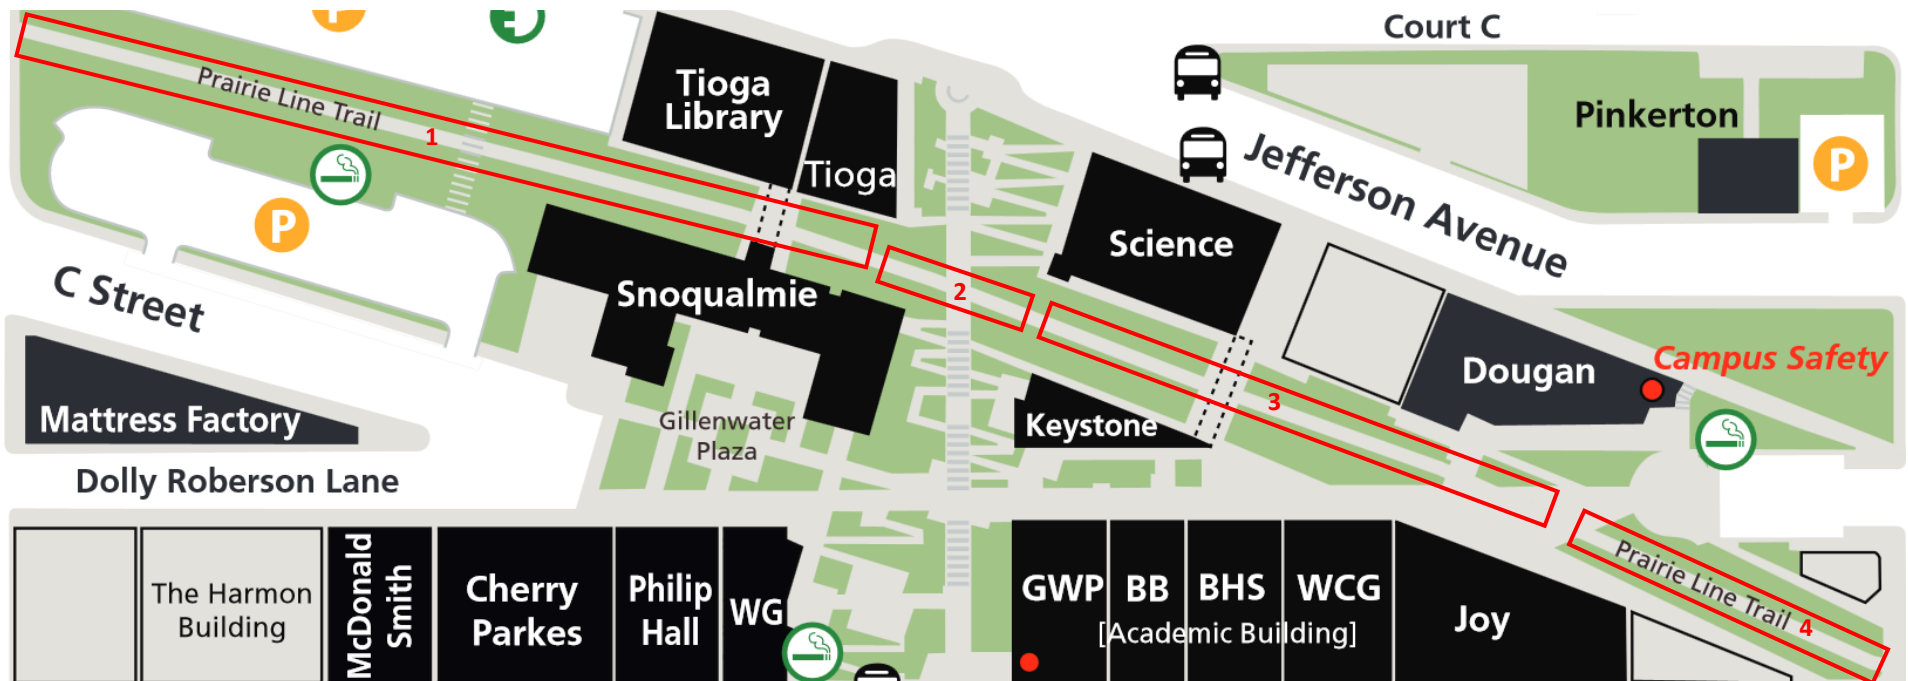 P
Court C
Prairie Line Trail
1
Tioga
Library
Tioga
Pinkerton
P
Jefferson Avenue
P
Science
C Street
Snoqualmie
2
Dougan
Campus Safety
3
Mattress Factory
Gillenwater
Plaza
Keystone
Dolly Roberson Lane
The Harmon
Building
McDonald
Smith
Cherry
Parkes
Philip
Hall
WG
GWP
BB
BHS
WCG
[Academic Building]
Joy
Prairie Line Trail
4